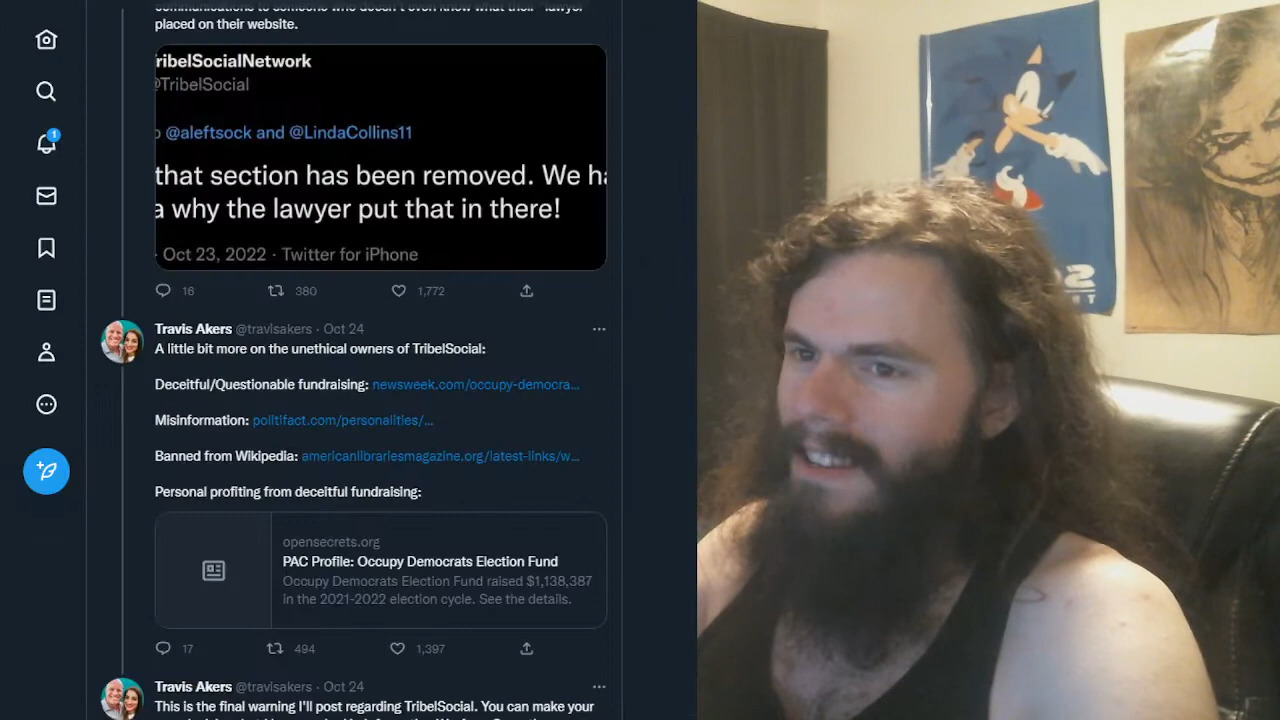 placed on their website.
ribelSocialNetwork
@TribelSocial
@aleftsock and @LindaCollins11
that section has been removed. We ha
a why the lawyer put that in there!
Oct 23, 2022 · Twitter for iPhone
16 380 1,772
Travis Akers @travisakers · Oct 24
A little bit more on the unethical owners of TribelSocial:
Deceitful/Questionable fundraising: newsweek.com/occupy-democra...
Misinformation: politifact.com/personalities/...
Banned from Wikipedia: americanlibrariesmagazine.org/latest-links/w...
Personal profiting from deceitful fundraising:
opensecrets.org
PAC Profile: Occupy Democrats Election Fund
Occupy Democrats Election Fund raised $1,138,387
in the 2021-2022 election cycle. See the details.
17 494 1,397
Travis Akers @travisakers · Oct 24
This is the final warning I'll post regarding TribelSocial. You can make your
1